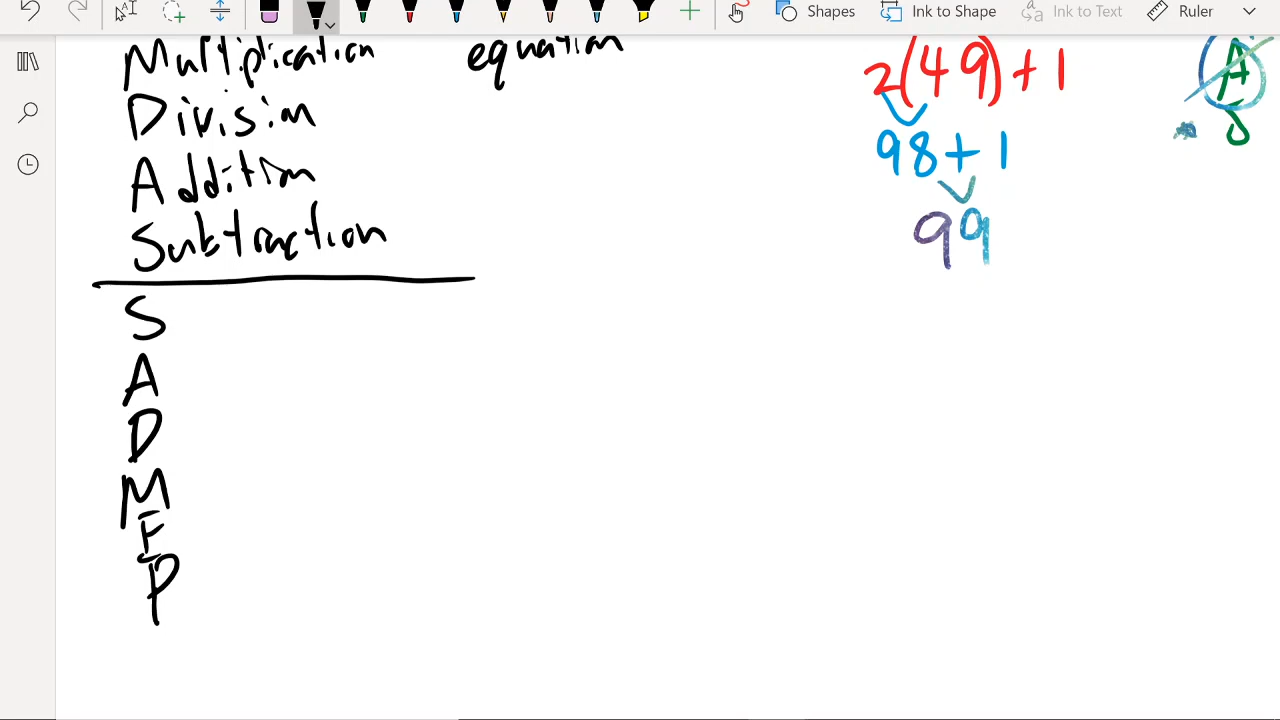 Shapes Ink to Shape Ink to Text Ruler
Multiplication equation
Division
Addition
Subtraction
S
A
D
M
E
P
2(49) + 1
98 + 1
99
A
S